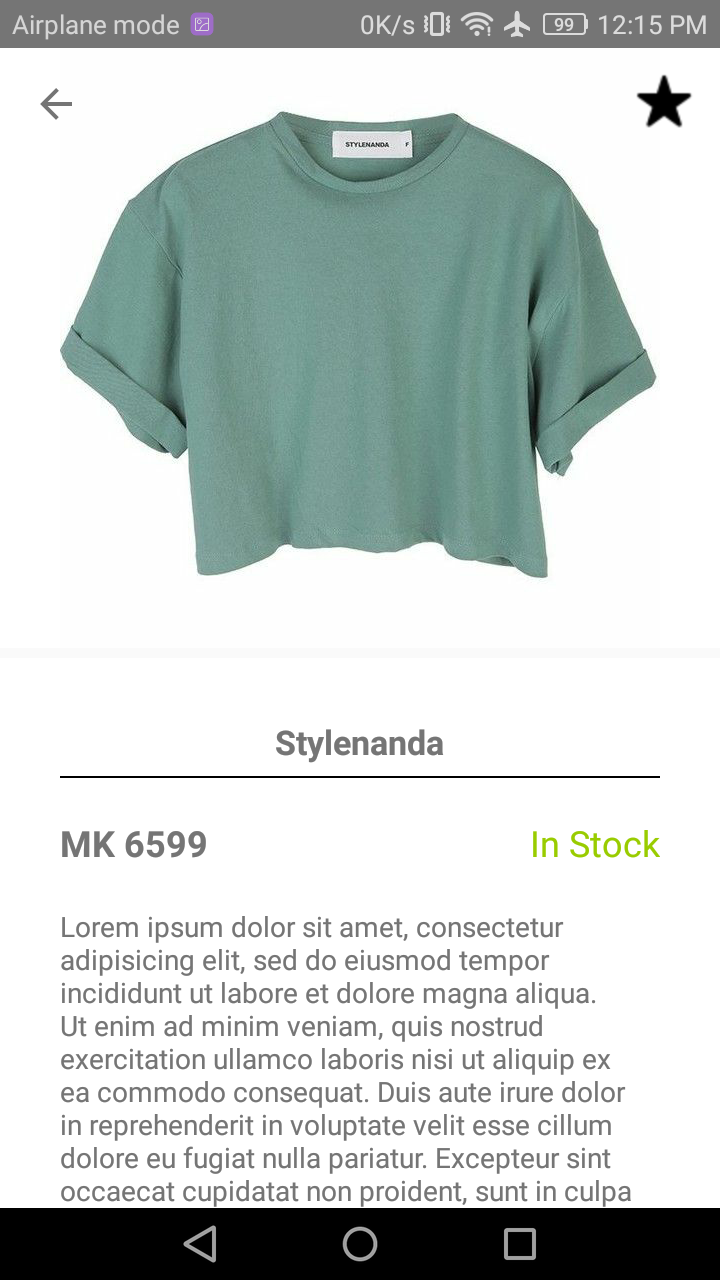 Airplane mode 0K/s 99 12:15 PM
STYLENANDA F
Stylenanda
MK 6599 In Stock
Lorem ipsum dolor sit amet, consectetur
adipisicing elit, sed do eiusmod tempor
incididunt ut labore et dolore magna aliqua.
Ut enim ad minim veniam, quis nostrud
exercitation ullamco laboris nisi ut aliquip ex
ea commodo consequat. Duis aute irure dolor
in reprehenderit in voluptate velit esse cillum
dolore eu fugiat nulla pariatur. Excepteur sint
occaecat cupidatat non proident, sunt in culpa